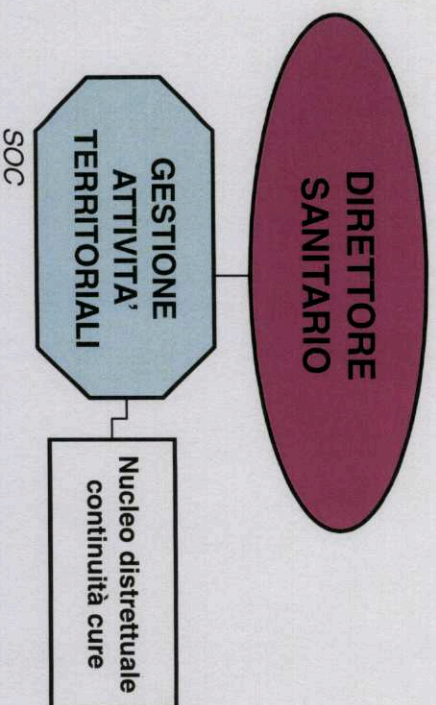 DIRETTORE
SANITARIO
GESTIONE
ATTIVITA'
TERRITORIALI
SOC
Nucleo distrettuale
continuità cure